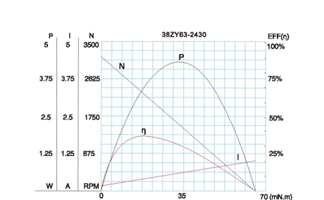 P I N 38ZY63-2430 EFF(η)
5 5 3500 100%
N P
3.75 3.75 2625 75%
2.5 2.5 1750 50%
η
1.25 1.25 875 I 25%
W A RPM
0 35 70 (mN.m)